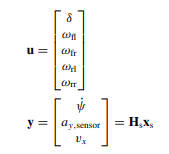 u = [δ
ω_fl
ω_fr
ω_rl
ω_rr]
y = [ψ̇
a_y,sensor
v_x] = H_s x_s